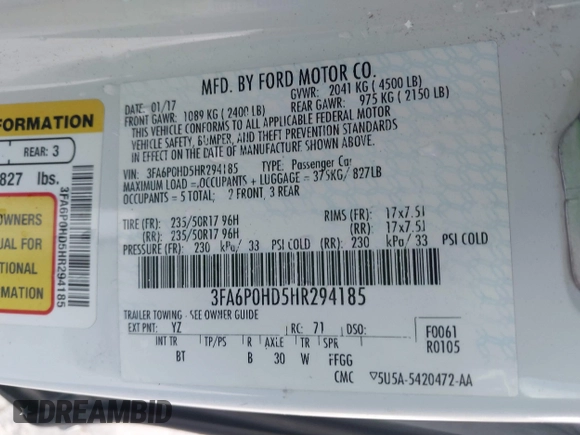 MFD. BY FORD MOTOR CO.
DATE: 01/17 GVWR: 2041 KG ( 4500 LB)
FRONT GAWR: 1089 KG ( 2400 LB) REAR GAWR: 975 KG ( 2150 LB)
THIS VEHICLE CONFORMS TO ALL APPLICABLE FEDERAL MOTOR
VEHICLE SAFETY, BUMPER, AND THEFT PREVENTION STANDARDS
IN EFFECT ON THE DATE OF MANUFACTURE SHOWN ABOVE.
VIN: 3FA6P0HD5HR294185 TYPE: Passenger Car
MAXIMUM LOAD = OCCUPANTS + LUGGAGE = 375KG/ 827LB
OCCUPANTS = 5 TOTAL; 2 FRONT, 3 REAR
TIRE (FR): 235/50R17 96H RIMS (FR): 17x7.5J
(RR): 235/50R17 96H (RR): 17x7.5J
PRESSURE (FR): 230 kPa/ 33 PSI COLD (RR): 230 kPa/ 33 PSI COLD
3FA6P0HD5HR294185
TRAILER TOWING - SEE OWNER GUIDE
EXT PNT: YZ RC: 71 DSO:
INT TR TP/PS R AXLE TR SPR
BT B 30 W FFGG
F0061
R0105
CMC ▽5U5A-5420472-AA
FORMATION
REAR: 3
827 lbs.
OWNERS
UAL FOR
TIONAL
RMATION
3FA6P0HD5HR294185
DREAMBID